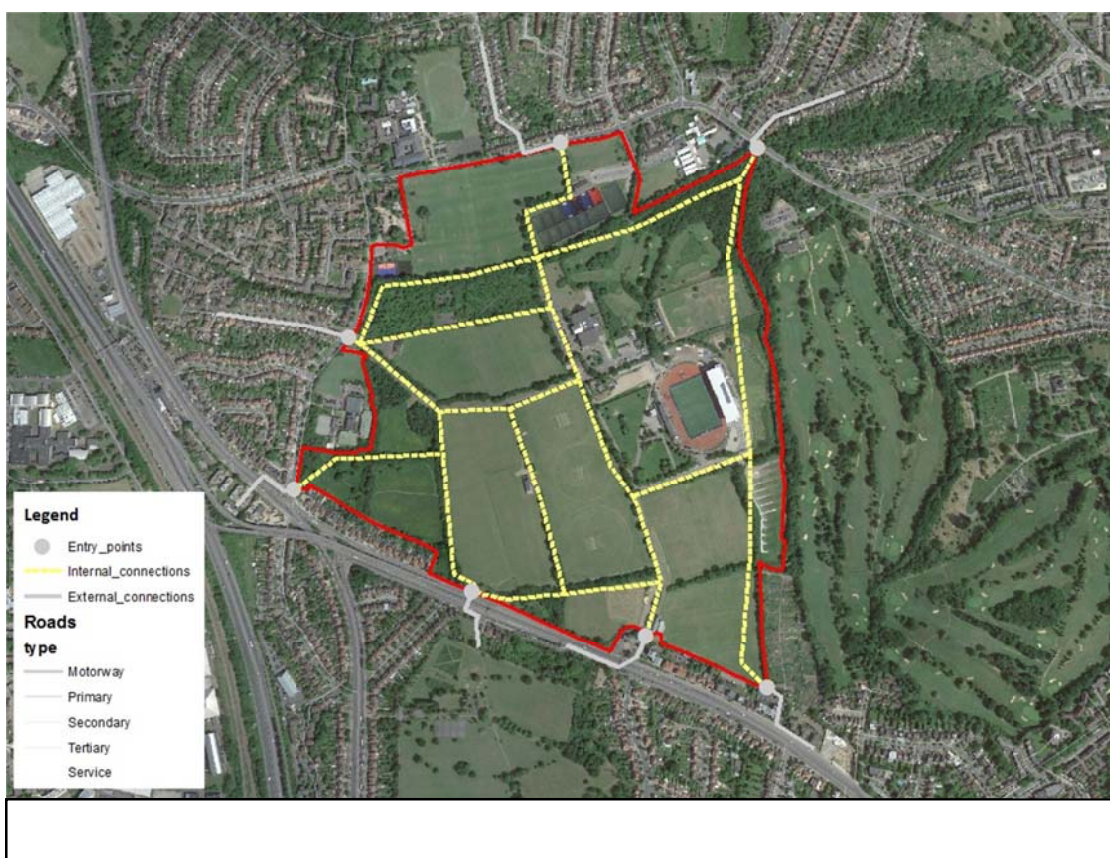 Legend
Entry_points
Internal_connections
External_connections
Roads
type
Motorway
Primary
Secondary
Tertiary
Service